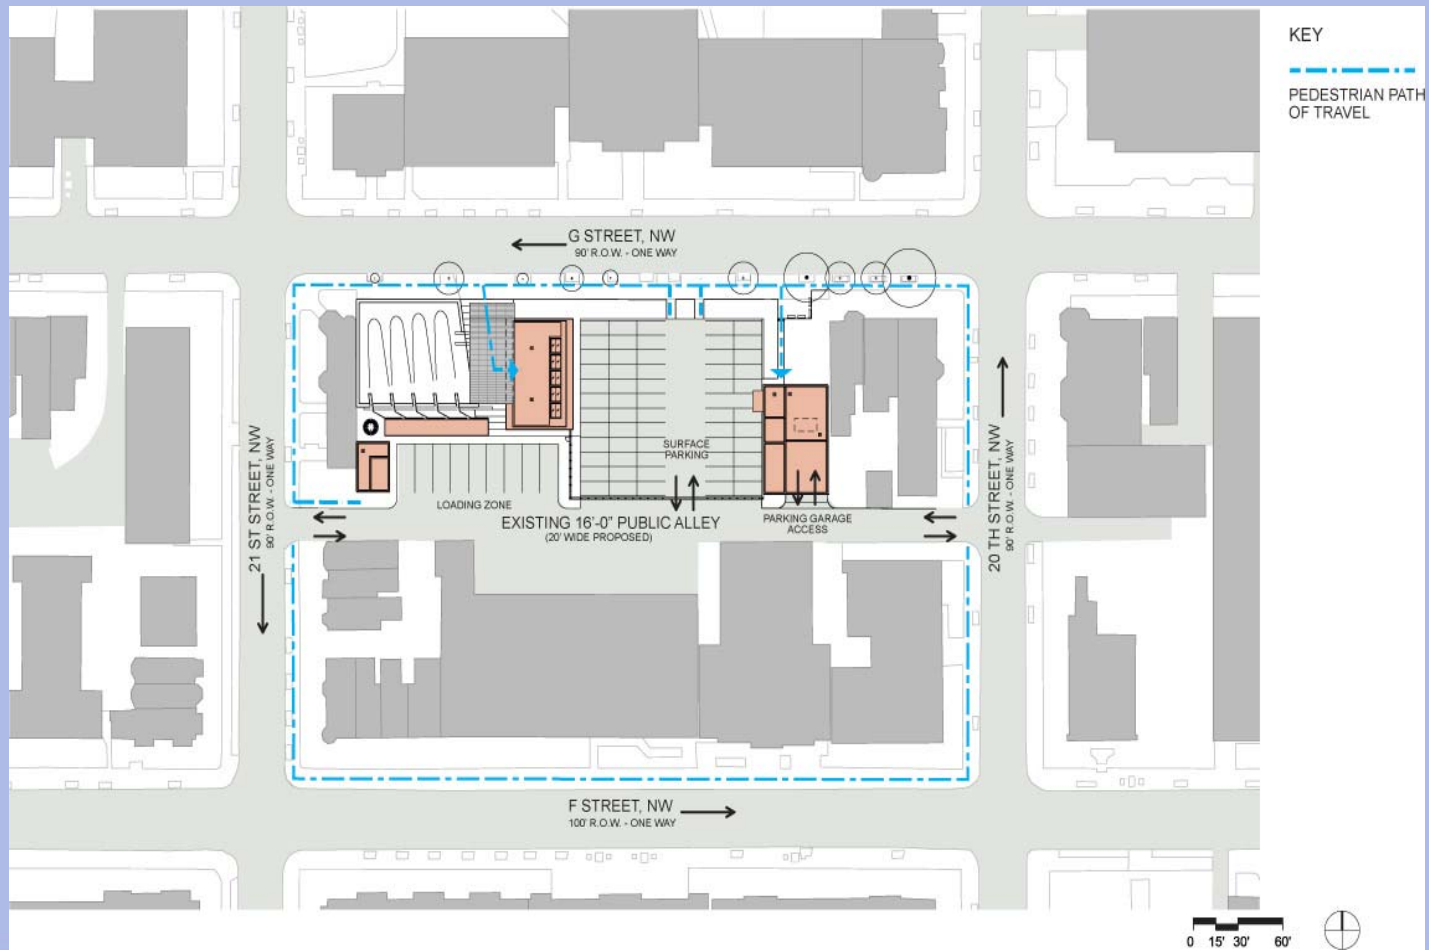 KEY
PEDESTRIAN PATH
OF TRAVEL
G STREET, NW
90' R.O.W. - ONE WAY
21 ST STREET, NW
90' R.O.W. - ONE WAY
20 TH STREET, NW
90' R.O.W. - ONE WAY
SURFACE
PARKING
LOADING ZONE
EXISTING 16'-0" PUBLIC ALLEY
(20' WIDE PROPOSED)
PARKING GARAGE
ACCESS
F STREET, NW
100' R.O.W. - ONE WAY
0 15' 30' 60'